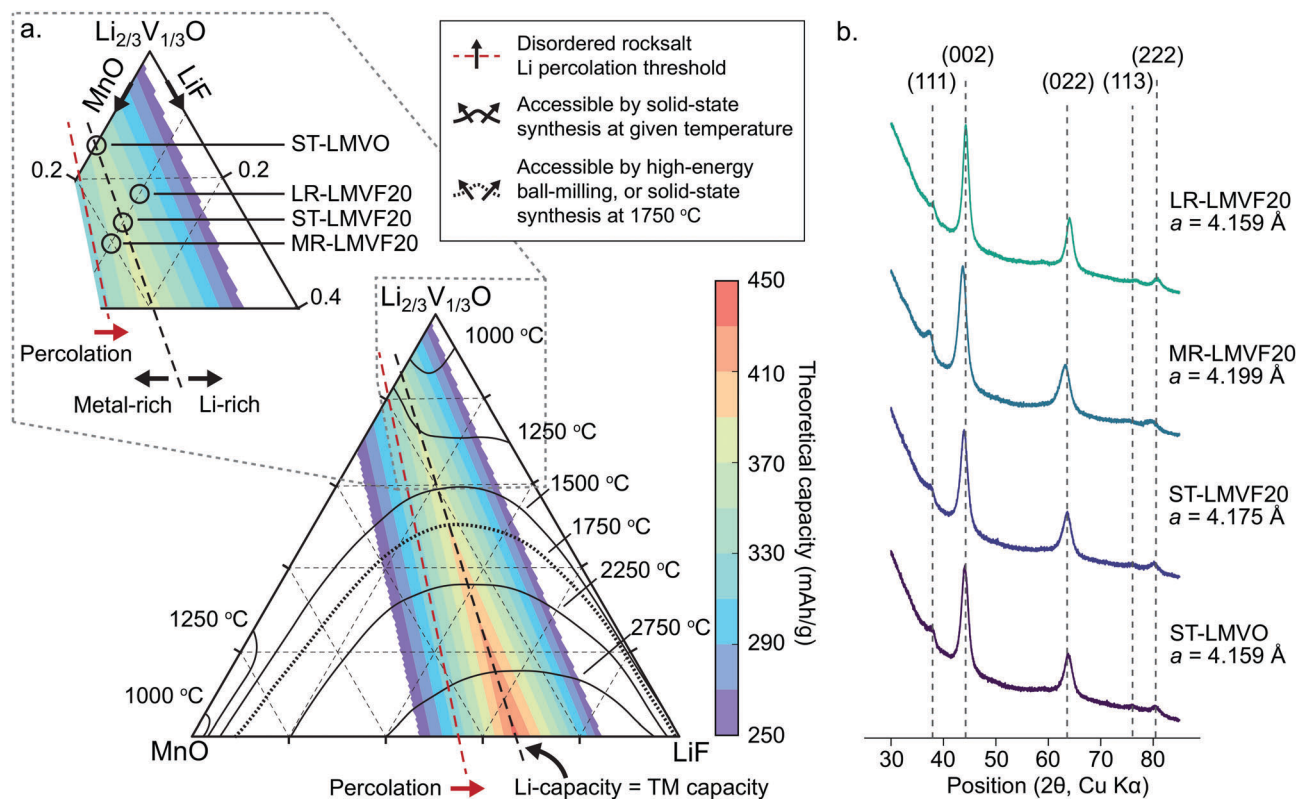 a.
Li2/3V1/3O
MnO
LiF
0.2
0.2
0.4
ST-LMVO
LR-LMVF20
ST-LMVF20
MR-LMVF20
Percolation
Metal-rich
Li-rich
Disordered rocksalt
Li percolation threshold
Accessible by solid-state
synthesis at given temperature
Accessible by high-energy
ball-milling, or solid-state
synthesis at 1750 °C
Li2/3V1/3O
1000 °C
1250 °C
1500 °C
1750 °C
2250 °C
2750 °C
1250 °C
1000 °C
MnO
LiF
Percolation
Li-capacity = TM capacity
450
410
370
330
290
250
Theoretical capacity (mAh/g)
b.
(002)
(222)
(111)
(022)
(113)
LR-LMVF20
a = 4.159 Å
MR-LMVF20
a = 4.199 Å
ST-LMVF20
a = 4.175 Å
ST-LMVO
a = 4.159 Å
30 40 50 60 70 80
Position (2θ, Cu Kα)